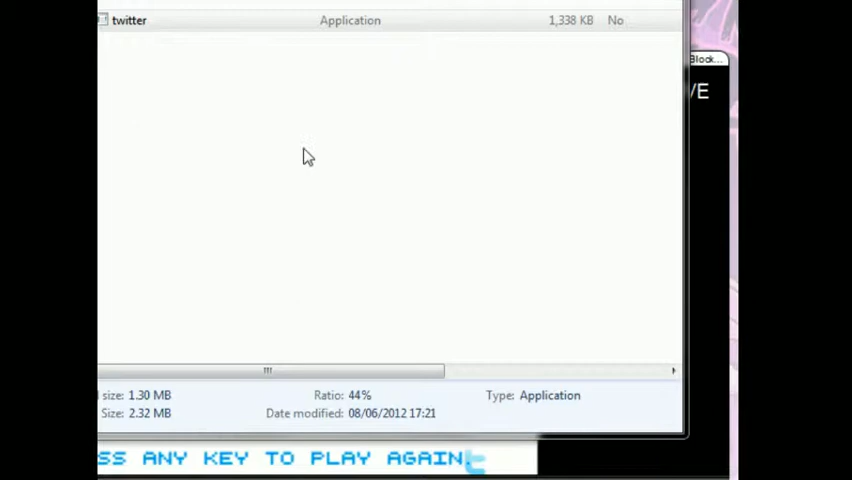 twitter Application 1,338 KB No
Block...
VE
size: 1.30 MB Ratio: 44% Type: Application
Size: 2.32 MB Date modified: 08/06/2012 17:21
SS ANY KEY TO PLAY AGAIN.